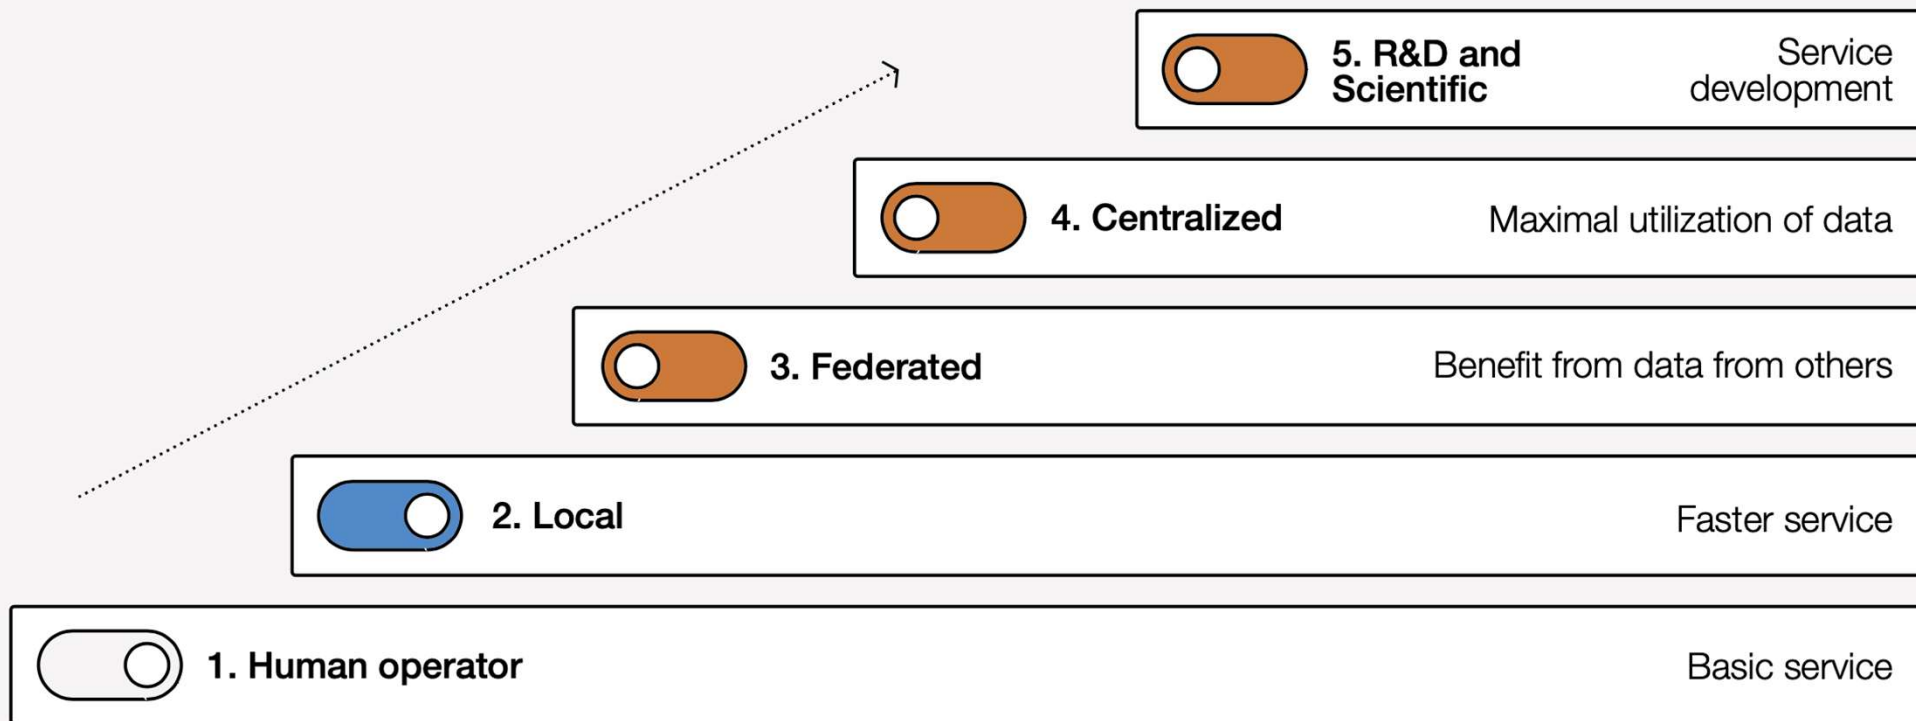 5. R&D and
Scientific
Service
development
4. Centralized
Maximal utilization of data
3. Federated
Benefit from data from others
2. Local
Faster service
1. Human operator
Basic service